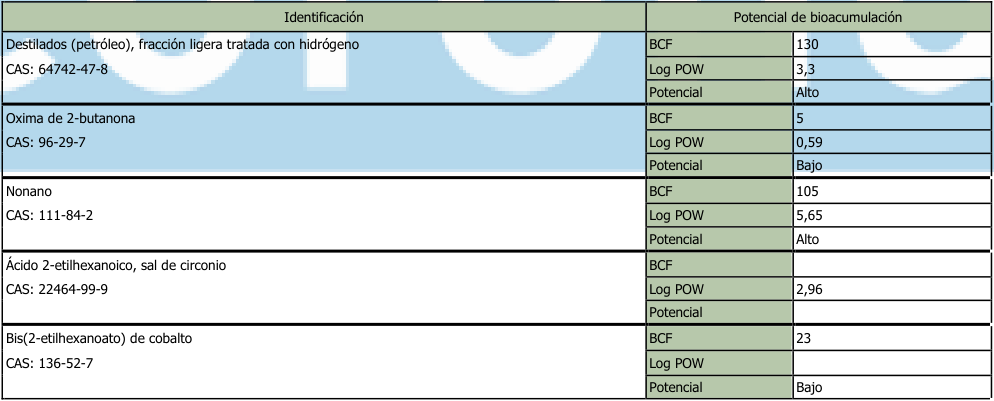 Identificación Potencial de bioacumulación
Destilados (petróleo), fracción ligera tratada con hidrógeno BCF 130
CAS: 64742-47-8 Log POW 3,3
Potencial Alto
Oxima de 2-butanona BCF 5
CAS: 96-29-7 Log POW 0,59
Potencial Bajo
Nonano BCF 105
CAS: 111-84-2 Log POW 5,65
Potencial Alto
Ácido 2-etilhexanoico, sal de circonio BCF
CAS: 22464-99-9 Log POW 2,96
Potencial
Bis(2-etilhexanoato) de cobalto BCF 23
CAS: 136-52-7 Log POW
Potencial Bajo